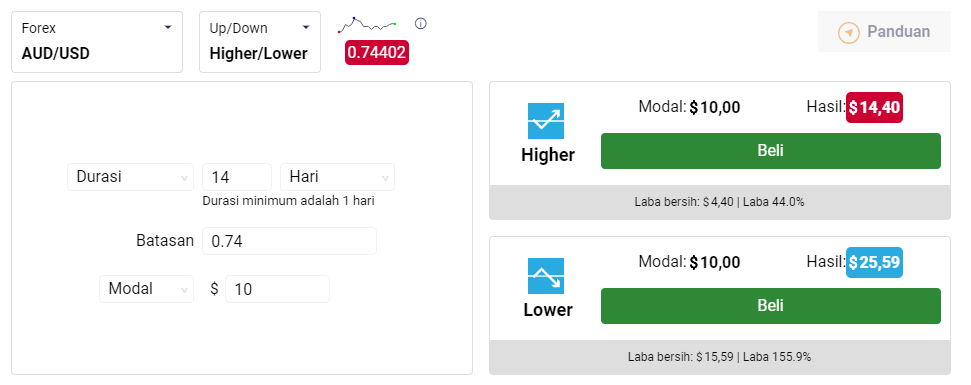 Forex
AUD/USD
Up/Down
Higher/Lower
0.74402
Panduan
Durasi 14 Hari
Durasi minimum adalah 1 hari
Batasan 0.74
Modal $ 10
Higher
Modal: $10,00 Hasil: $14,40
Beli
Laba bersih: $4,40 | Laba 44.0%
Lower
Modal: $10,00 Hasil: $25,59
Beli
Laba bersih: $15,59 | Laba 155.9%